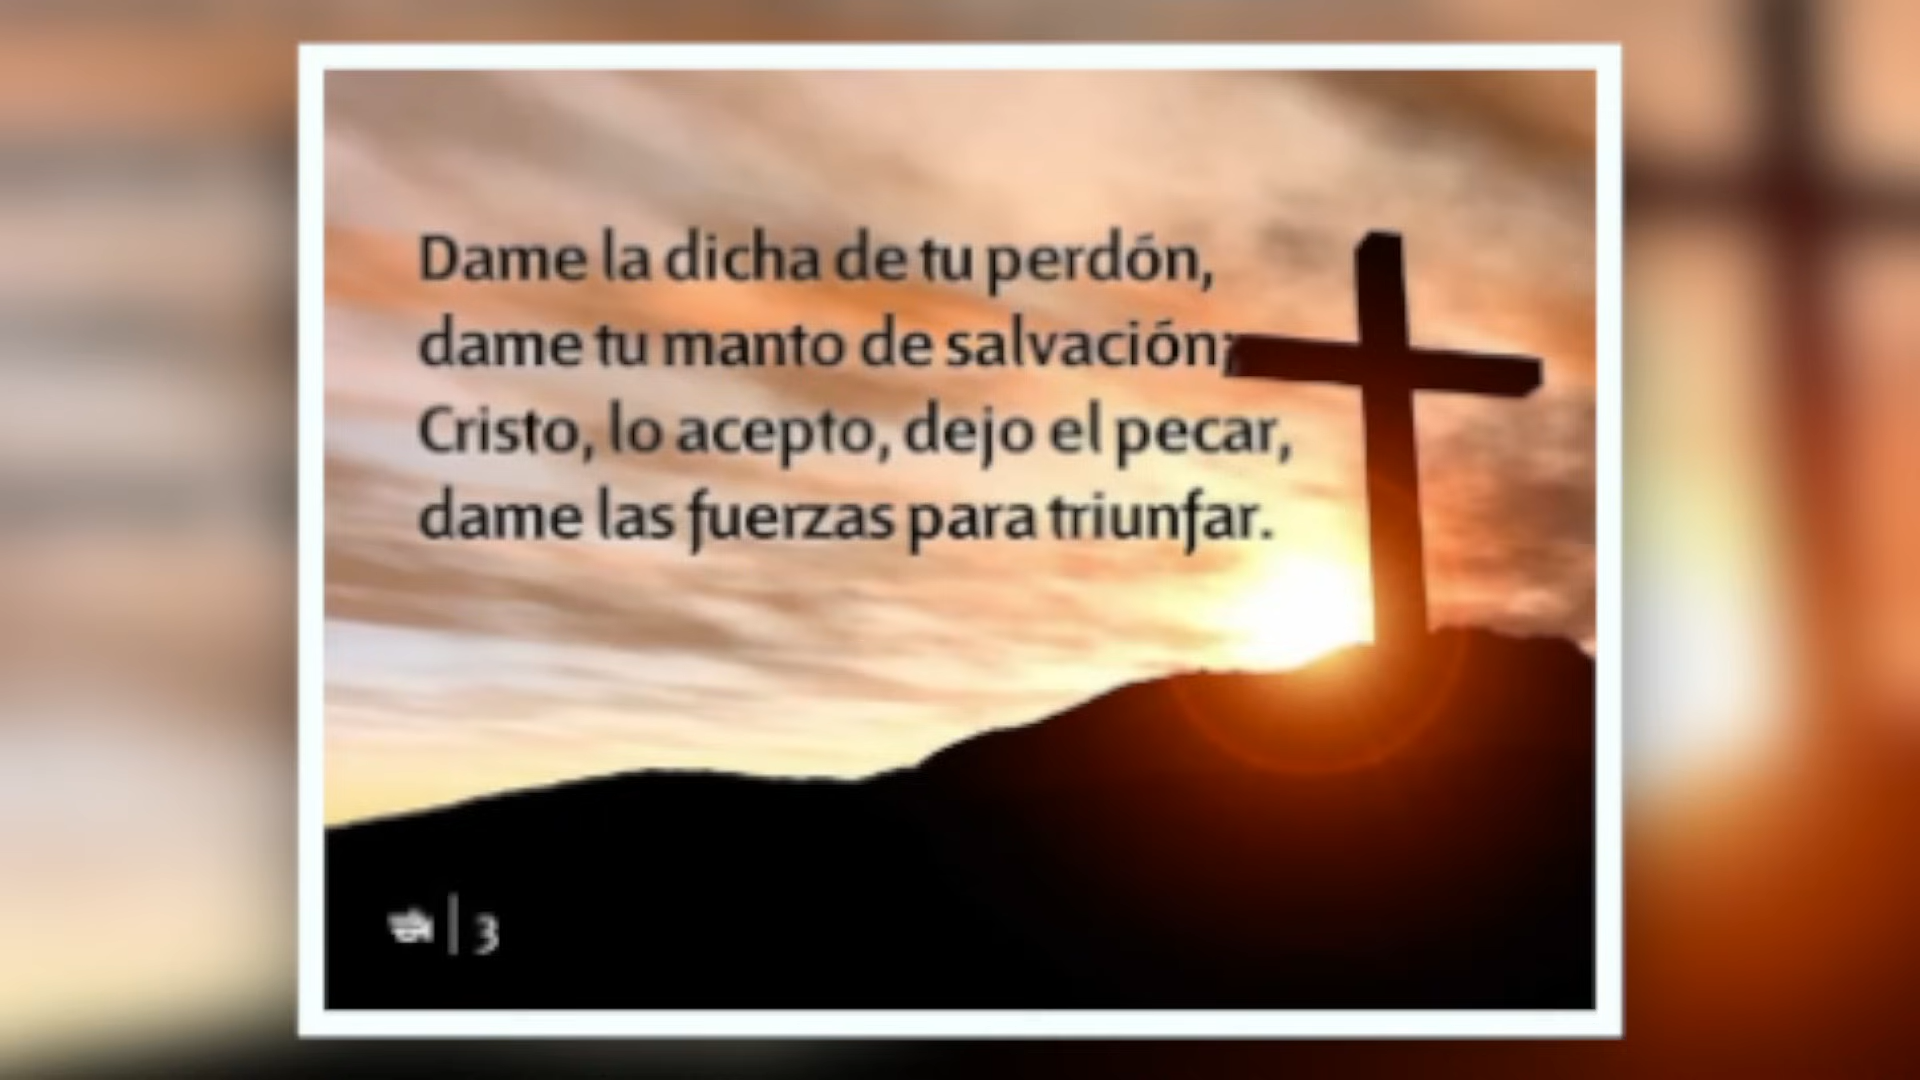 Dame la dicha de tu perdón,
dame tu manto de salvación;
Cristo, lo acepto, dejo el pecar,
dame las fuerzas para triunfar.
3